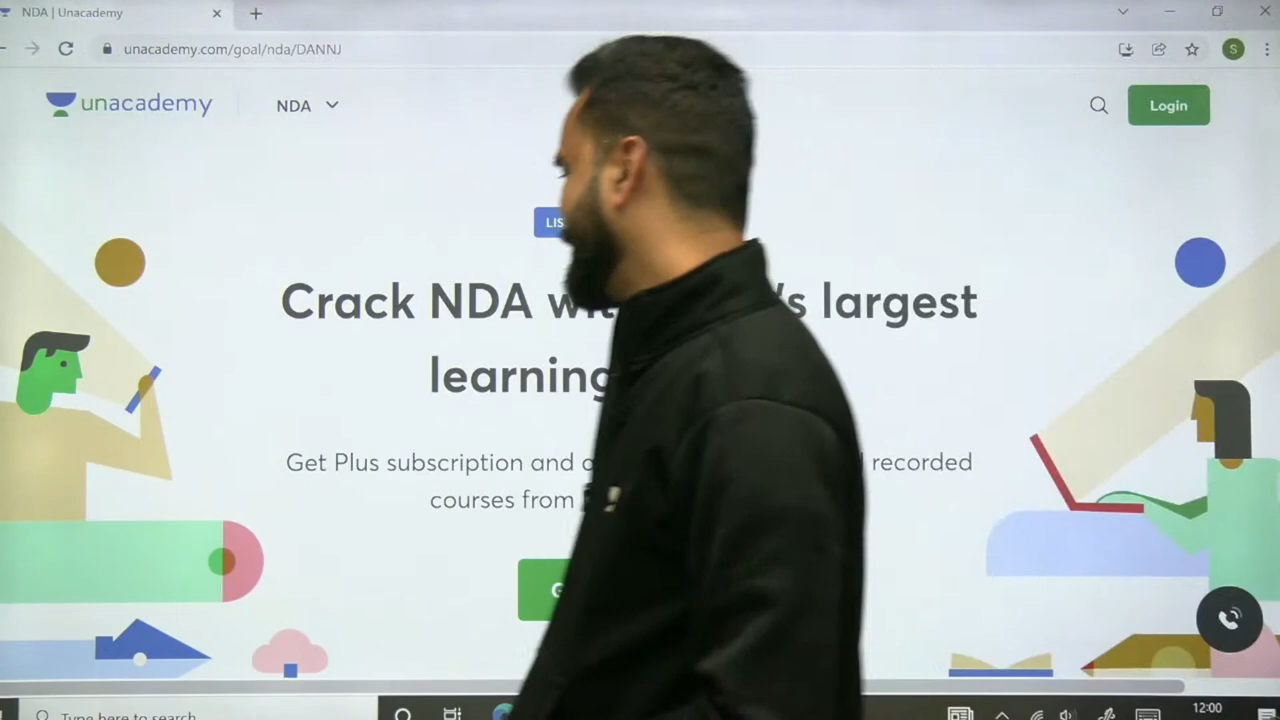 NDA | Unacademy
unacademy.com/goal/nda/DANNJ
S
unacademy
NDA
Login
Crack NDA 's largest
learning
Get Plus subscription and recorded
courses from
Type here to search
12:00